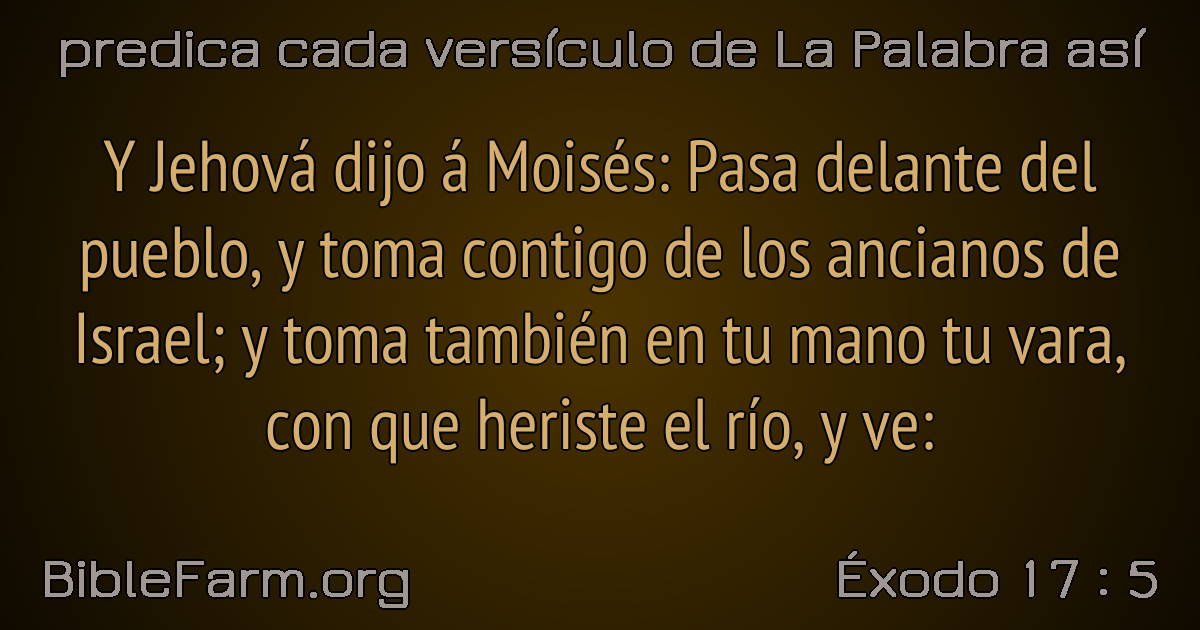 predica cada versículo de La Palabra así
Y Jehová dijo á Moisés: Pasa delante del
pueblo, y toma contigo de los ancianos de
Israel; y toma también en tu mano tu vara,
con que heriste el río, y ve:
BibleFarm.org
Éxodo 17 : 5